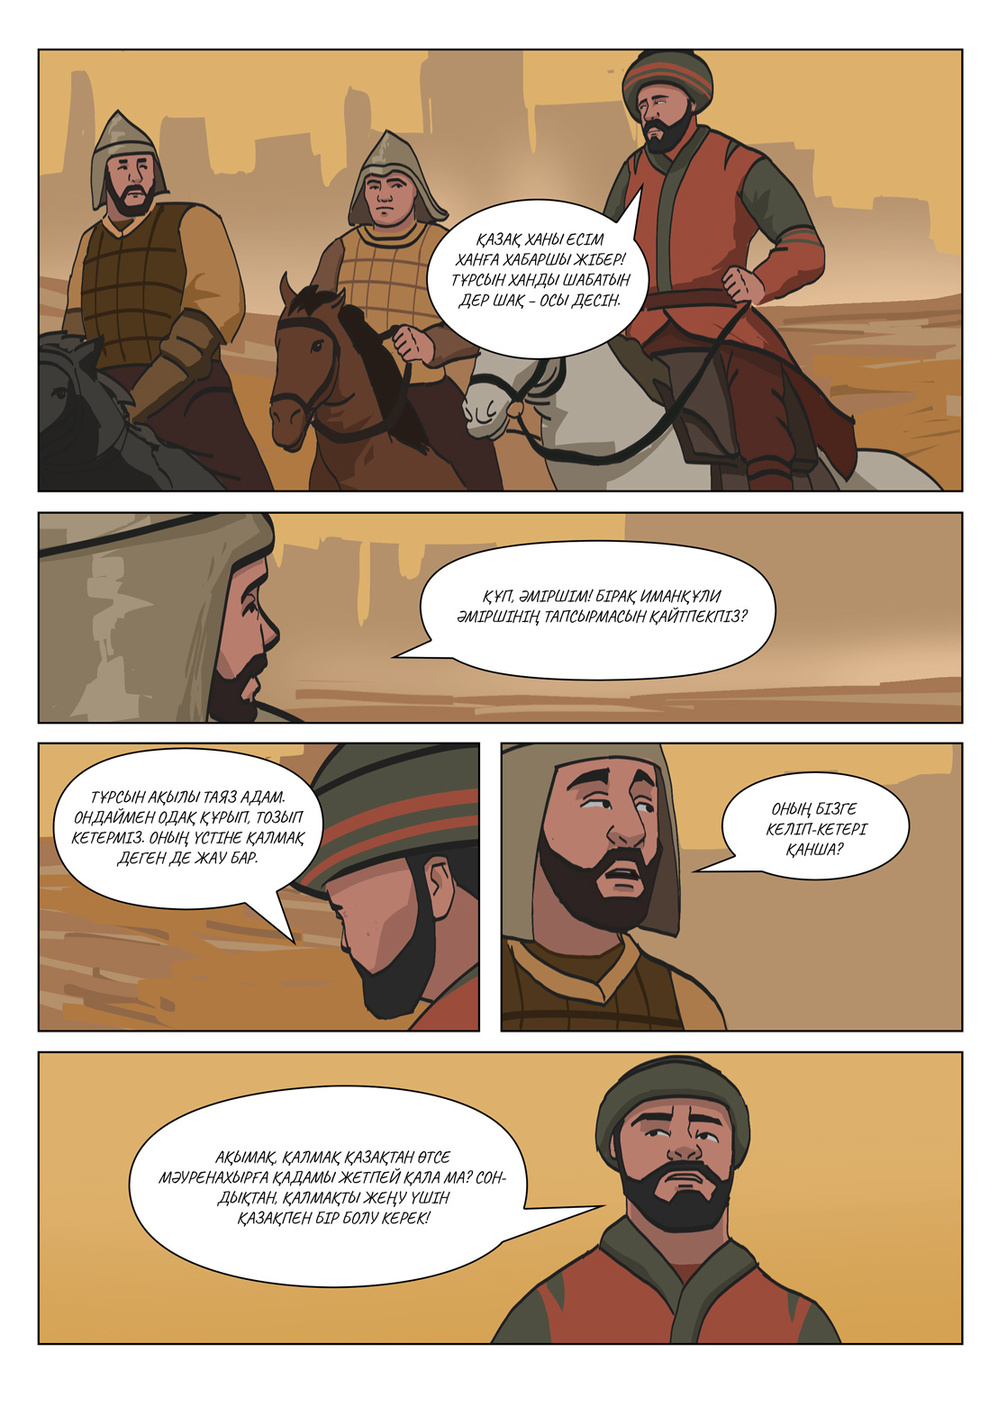 ҚАЗАҚ ХАНЫ ЕСІМ
ХАНҒА ХАБАРШЫ ЖІБЕР!
ТҰРСЫН ХАНДЫ ШАБАТЫН
ДЕР ШАҚ – ОСЫ ДЕСІН.
ҚҰП, ӘМІРШІМ! БІРАҚ ИМАНҚҰЛИ
ӘМІРШІНІҢ ТАПСЫРМАСЫН ҚАЙТПЕКПІЗ?
ТҰРСЫН АҚЫЛЫ ТАЯЗ АДАМ.
ОНДАЙМЕН ОДАҚ ҚҰРЫП, ТОЗЫП
КЕТЕРМІЗ. ОНЫҢ ҮСТІНЕ ҚАЛМАҚ
ДЕГЕН ДЕ ЖАУ БАР.
ОНЫҢ БІЗГЕ
КЕЛІП-КЕТЕРІ
ҚАНША?
АҚЫМАҚ, ҚАЛМАҚ ҚАЗАҚТАН ӨТСЕ
МӘУРЕНАХЫРҒА ҚАДАМЫ ЖЕТПЕЙ ҚАЛА МА? СОН-
ДЫҚТАН, ҚАЛМАҚТЫ ЖЕҢУ ҮШІН
ҚАЗАҚПЕН БІР БОЛУ КЕРЕК!